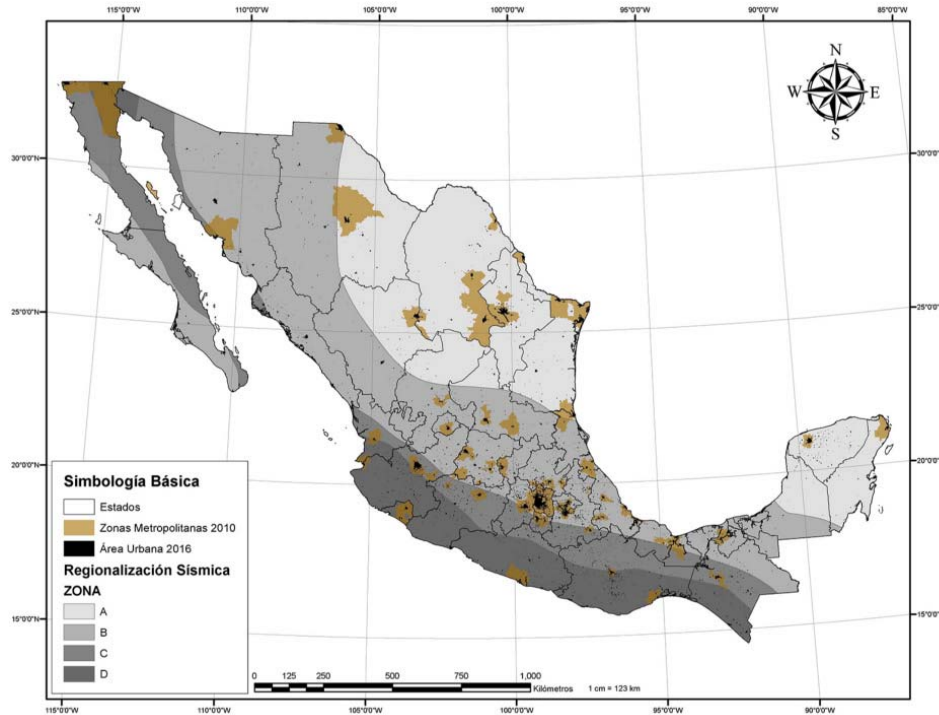 115°0'0"W 110°0'0"W 105°0'0"W 100°0'0"W 95°0'0"W 90°0'0"W 85°0'0"W
N
W E
S
30°0'0"N 30°0'0"N
25°0'0"N 25°0'0"N
20°0'0"N 20°0'0"N
15°0'0"N 15°0'0"N
Simbología Básica
Estados
Zonas Metropolitanas 2010
Área Urbana 2016
Regionalización Sísmica
ZONA
A
B
C
D
0 125 250 500 750 1,000
Kilómetros 1 cm = 123 km
115°0'0"W 110°0'0"W 105°0'0"W 100°0'0"W 95°0'0"W 90°0'0"W